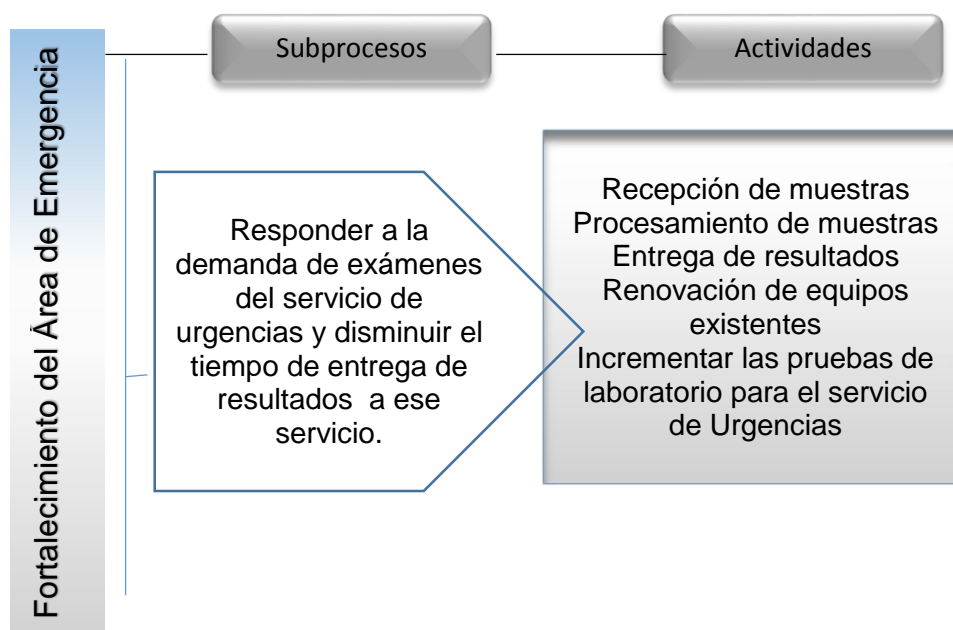 Fortalecimiento del Área de Emergencia
Subprocesos
Actividades
Responder a la
demanda de exámenes
del servicio de
urgencias y disminuir el
tiempo de entrega de
resultados a ese
servicio.
Recepción de muestras
Procesamiento de muestras
Entrega de resultados
Renovación de equipos
existentes
Incrementar las pruebas de
laboratorio para el servicio
de Urgencias